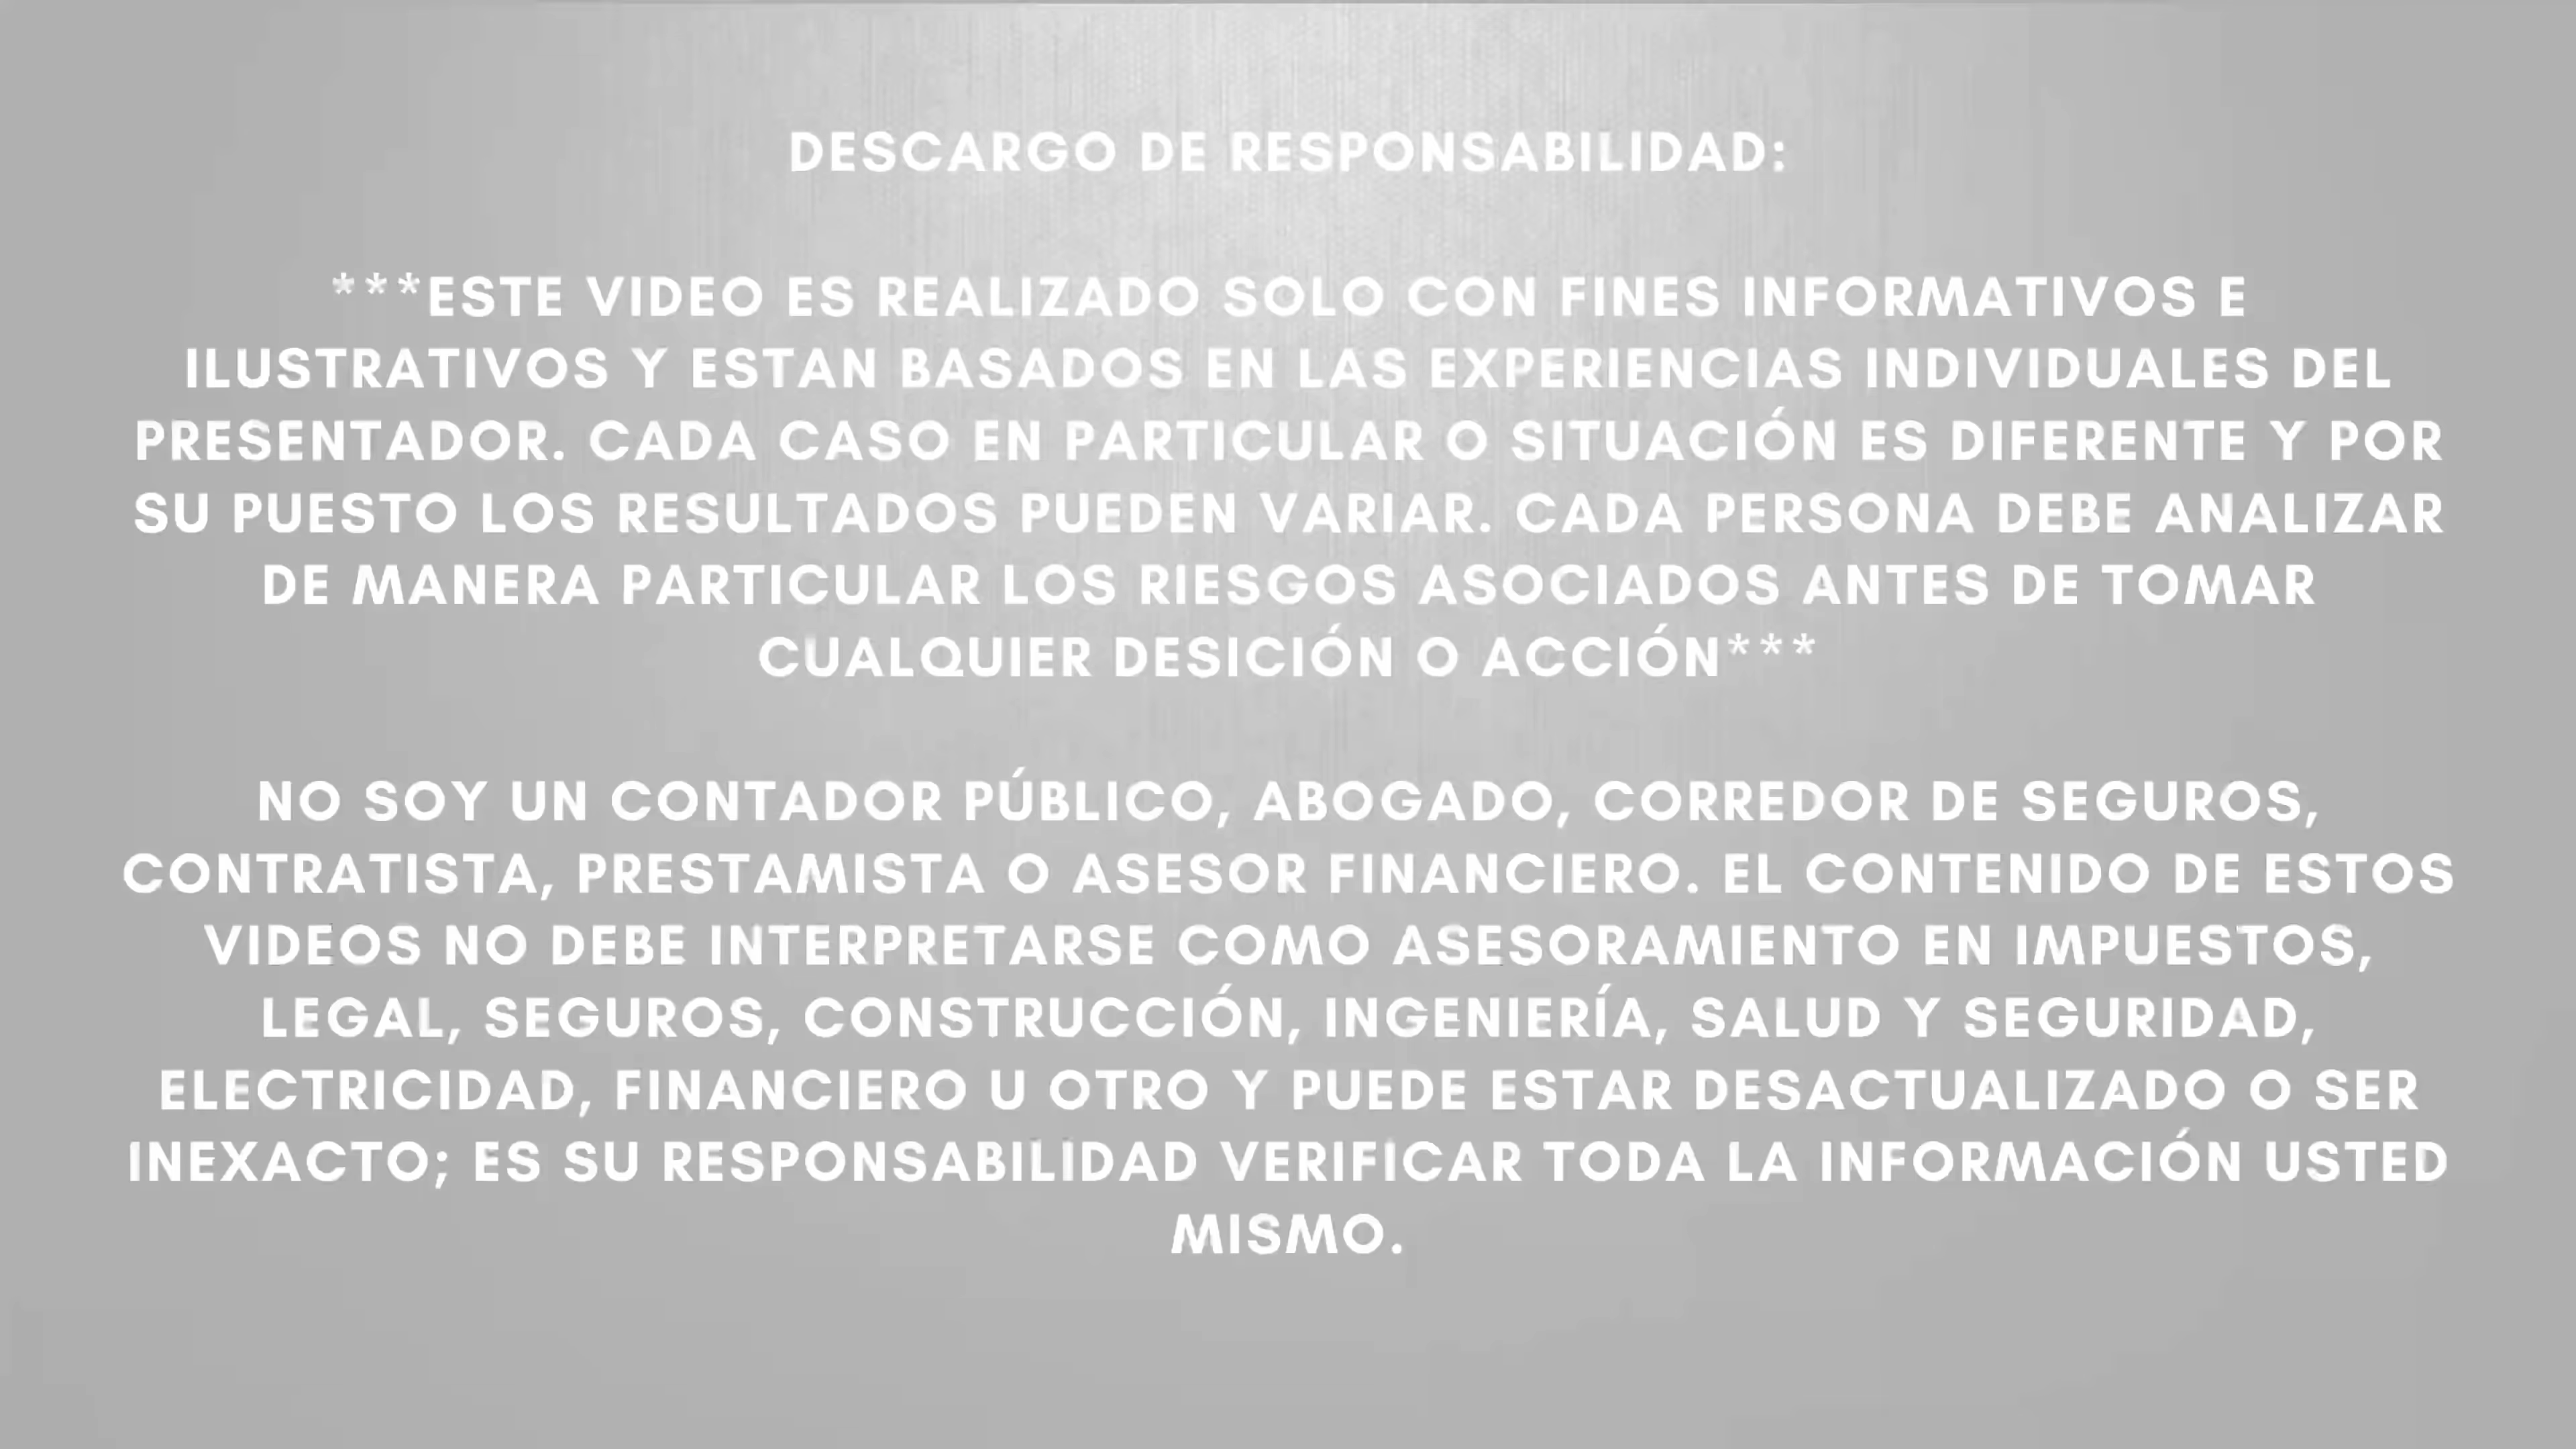 DESCARGO DE RESPONSABILIDAD:
***ESTE VIDEO ES REALIZADO SOLO CON FINES INFORMATIVOS E
ILUSTRATIVOS Y ESTAN BASADOS EN LAS EXPERIENCIAS INDIVIDUALES DEL
PRESENTADOR. CADA CASO EN PARTICULAR O SITUACIÓN ES DIFERENTE Y POR
SU PUESTO LOS RESULTADOS PUEDEN VARIAR. CADA PERSONA DEBE ANALIZAR
DE MANERA PARTICULAR LOS RIESGOS ASOCIADOS ANTES DE TOMAR
CUALQUIER DESICIÓN O ACCIÓN***
NO SOY UN CONTADOR PÚBLICO, ABOGADO, CORREDOR DE SEGUROS,
CONTRATISTA, PRESTAMISTA O ASESOR FINANCIERO. EL CONTENIDO DE ESTOS
VIDEOS NO DEBE INTERPRETARSE COMO ASESORAMIENTO EN IMPUESTOS,
LEGAL, SEGUROS, CONSTRUCCIÓN, INGENIERÍA, SALUD Y SEGURIDAD,
ELECTRICIDAD, FINANCIERO U OTRO Y PUEDE ESTAR DESACTUALIZADO O SER
INEXACTO; ES SU RESPONSABILIDAD VERIFICAR TODA LA INFORMACIÓN USTED
MISMO.